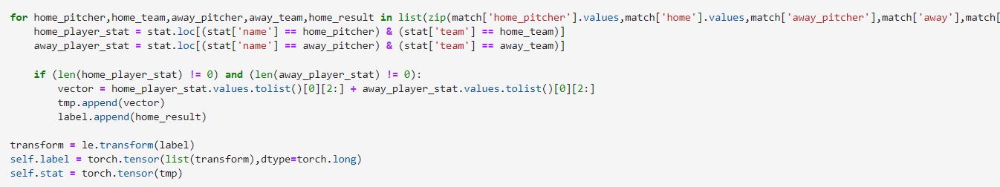 for home_pitcher,home_team,away_pitcher,away_team,home_result in list(zip(match['home_pitcher'].values,match['home'].values,match['away_pitcher'],match['away'],match[
    home_player_stat = stat.loc[(stat['name'] == home_pitcher) & (stat['team'] == home_team)]
    away_player_stat = stat.loc[(stat['name'] == away_pitcher) & (stat['team'] == away_team)]
    if (len(home_player_stat) != 0) and (len(away_player_stat) != 0):
        vector = home_player_stat.values.tolist()[0][2:] + away_player_stat.values.tolist()[0][2:]
        tmp.append(vector)
        label.append(home_result)
transform = le.transform(label)
self.label = torch.tensor(list(transform),dtype=torch.long)
self.stat = torch.tensor(tmp)